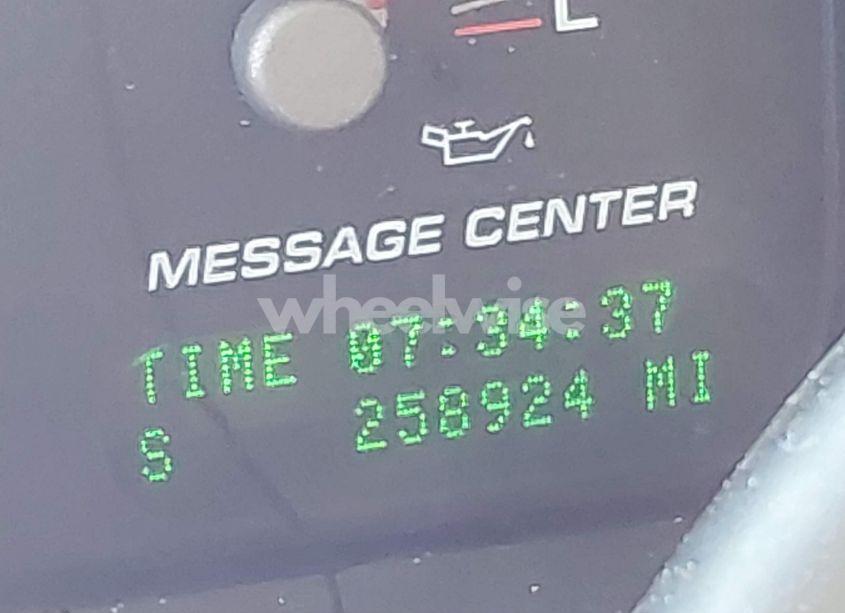 L
MESSAGE CENTER
wheelwise
TIME 07:34:37
S 258924 MI